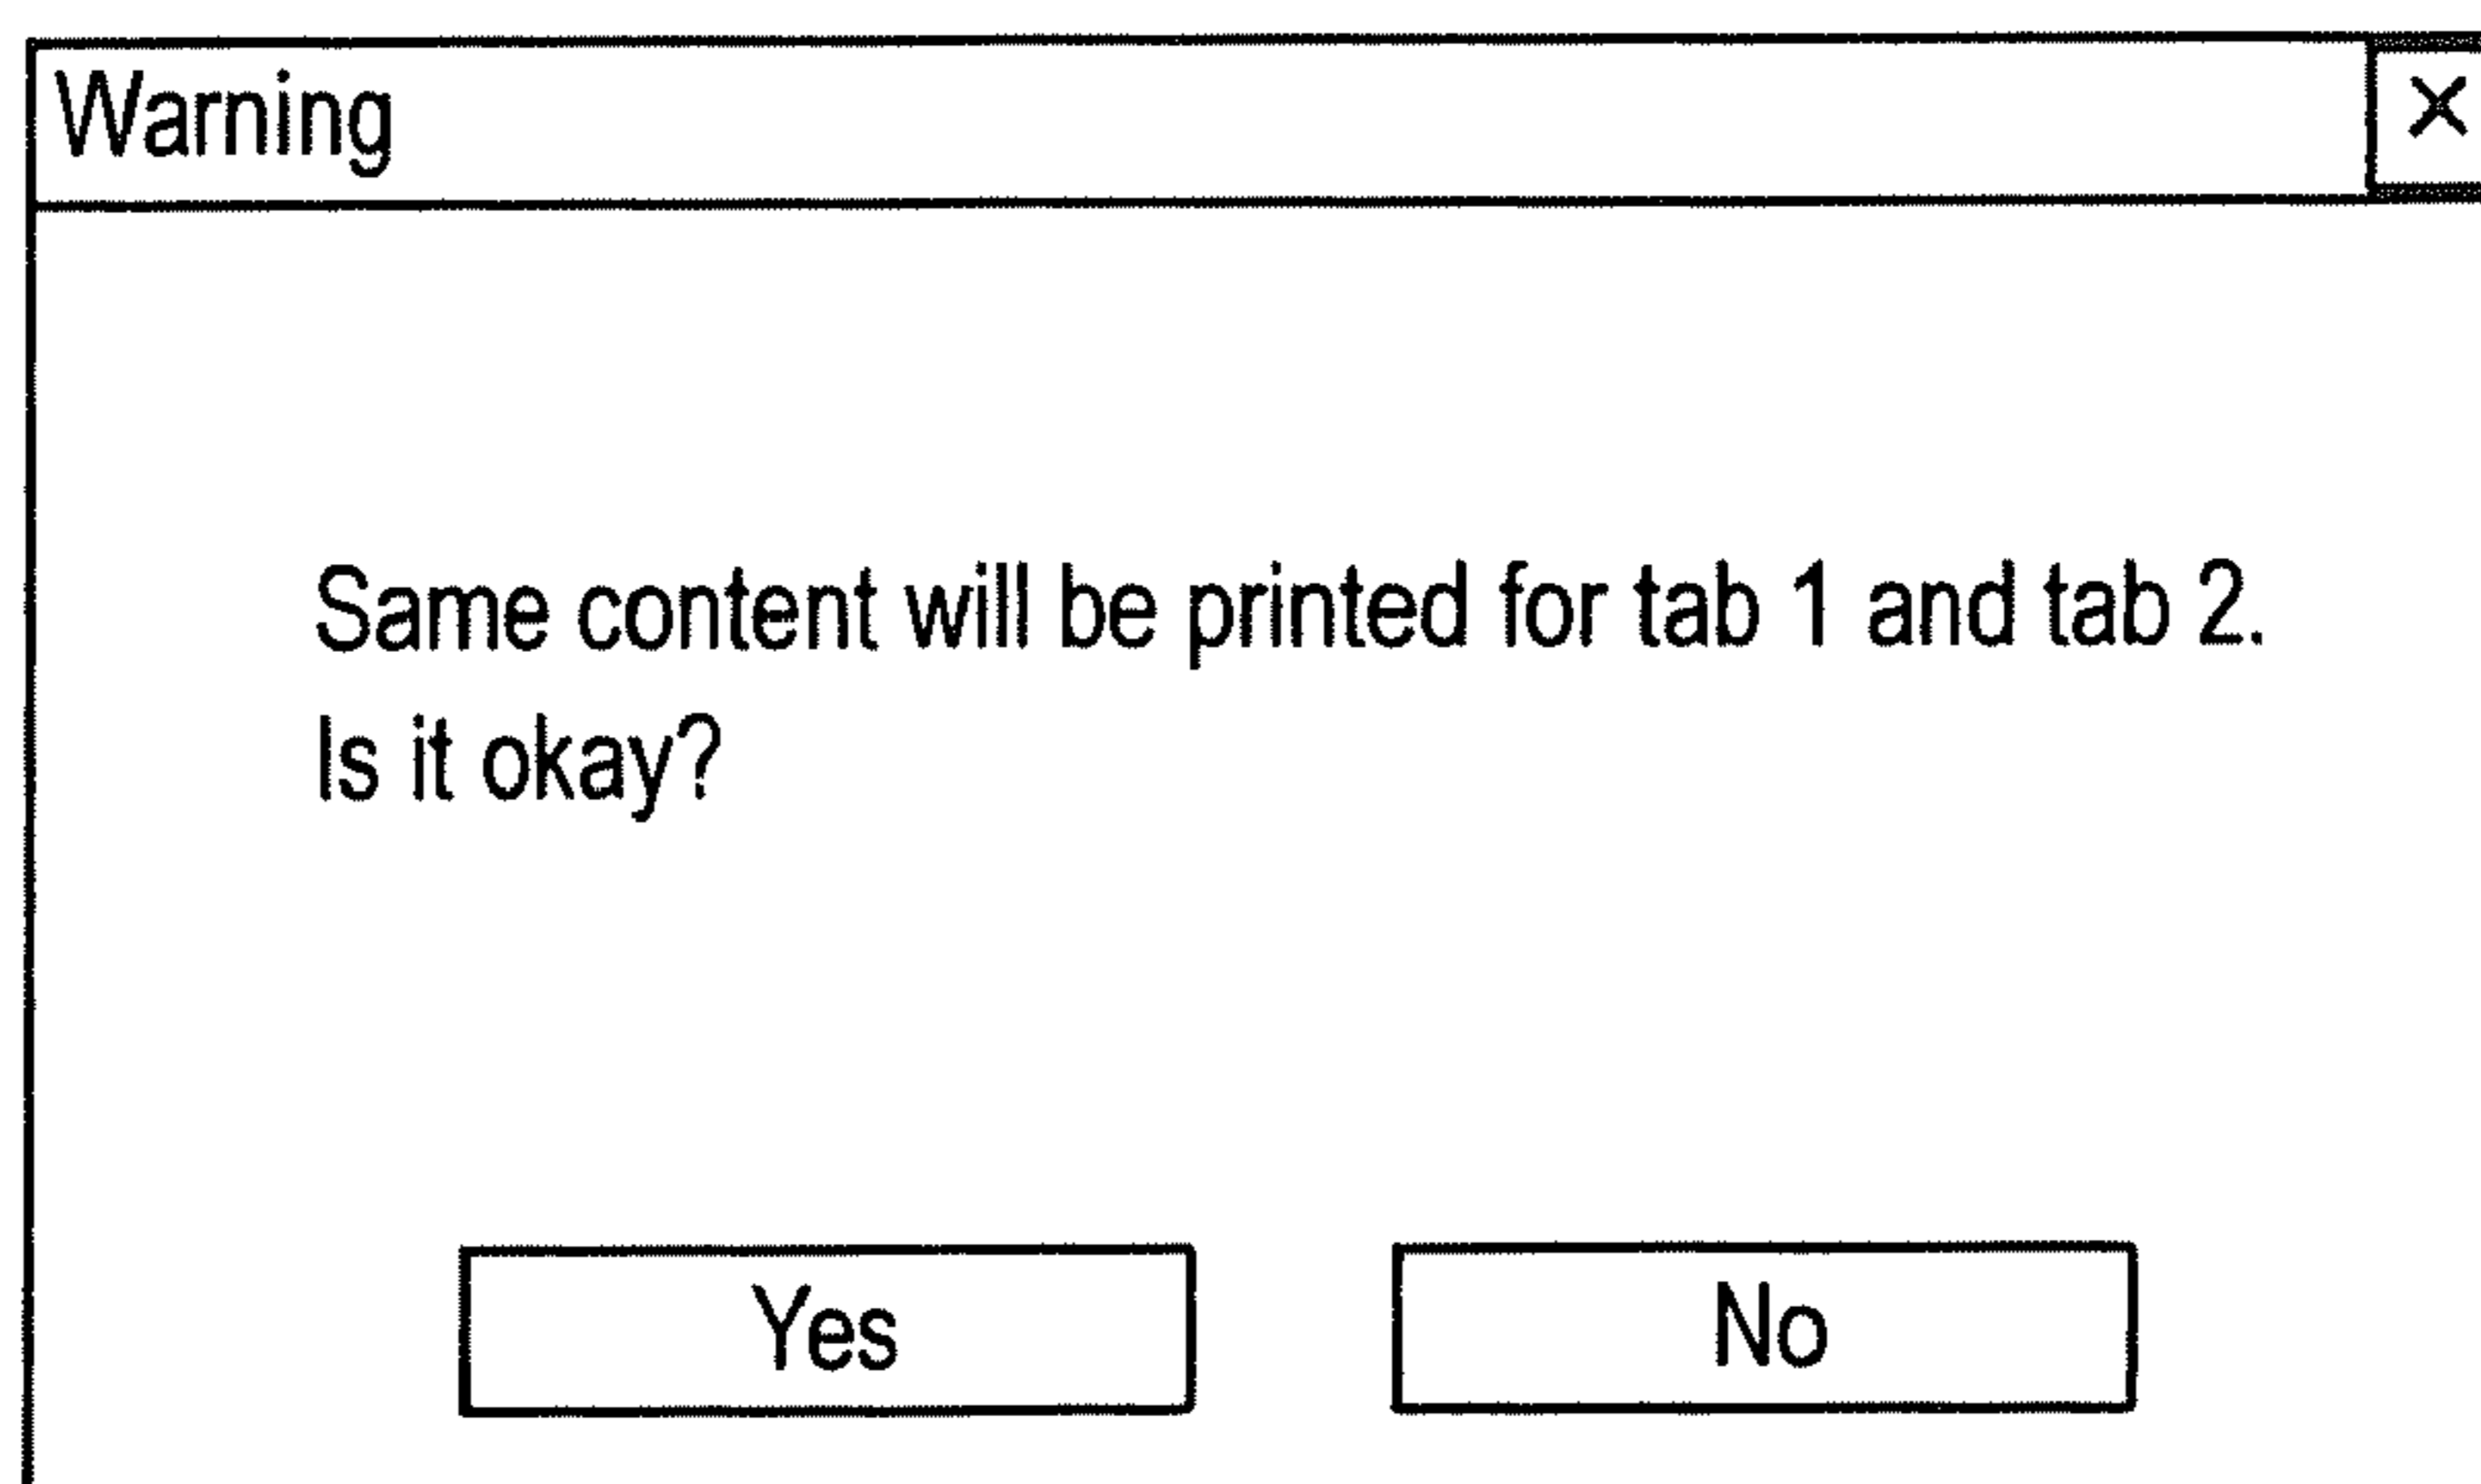 Warning ×
Same content will be printed for tab 1 and tab 2.
Is it okay?
Yes No